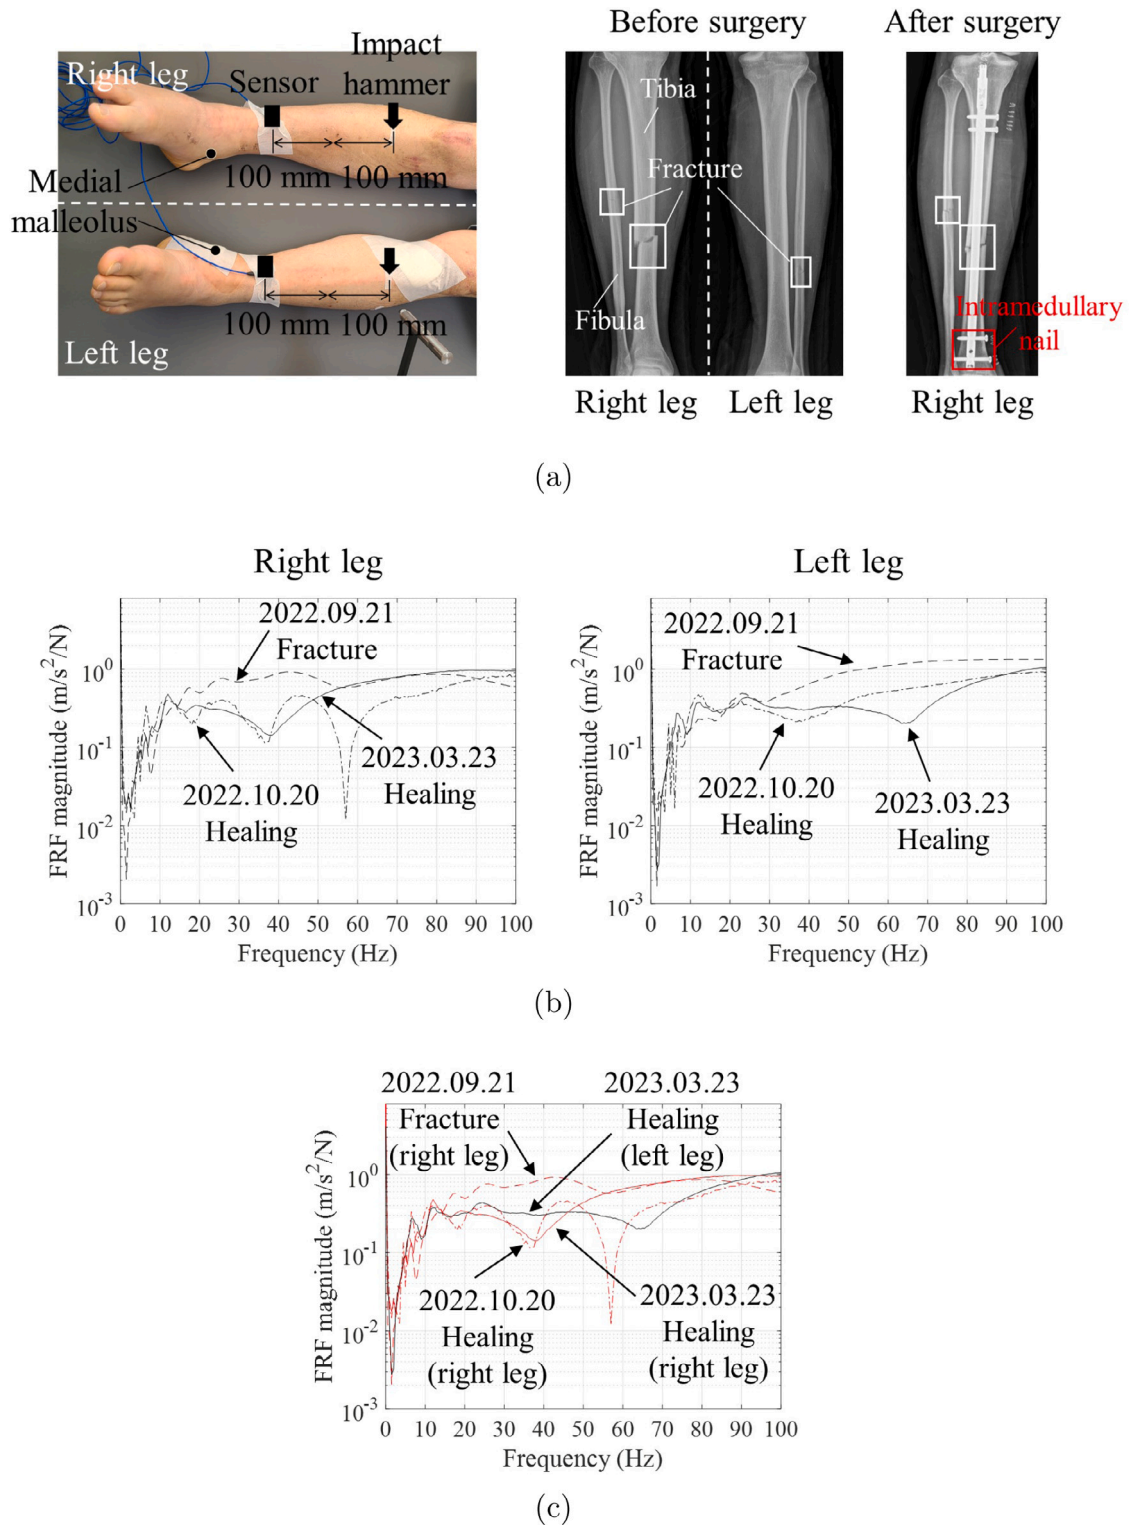 Before surgery
After surgery
Right leg
Sensor
Impact
hammer
100 mm
100 mm
Medial
malleolus
100 mm
100 mm
Left leg
Tibia
Fracture
Fibula
Intramedullary
nail
Right leg
Left leg
Right leg
(a)
Right leg
Left leg
FRF magnitude (m/s²/N)
10⁰
10⁻¹
10⁻²
10⁻³
2022.09.21
Fracture
2022.10.20
Healing
2023.03.23
Healing
0 10 20 30 40 50 60 70 80 90 100
Frequency (Hz)
FRF magnitude (m/s²/N)
10⁰
10⁻¹
10⁻²
10⁻³
2022.09.21
Fracture
2022.10.20
Healing
2023.03.23
Healing
0 10 20 30 40 50 60 70 80 90 100
Frequency (Hz)
(b)
FRF magnitude (m/s²/N)
10⁰
10⁻¹
10⁻²
10⁻³
2022.09.21
Fracture
(right leg)
2023.03.23
Healing
(left leg)
2022.10.20
Healing
(right leg)
2023.03.23
Healing
(right leg)
0 10 20 30 40 50 60 70 80 90 100
Frequency (Hz)
(c)